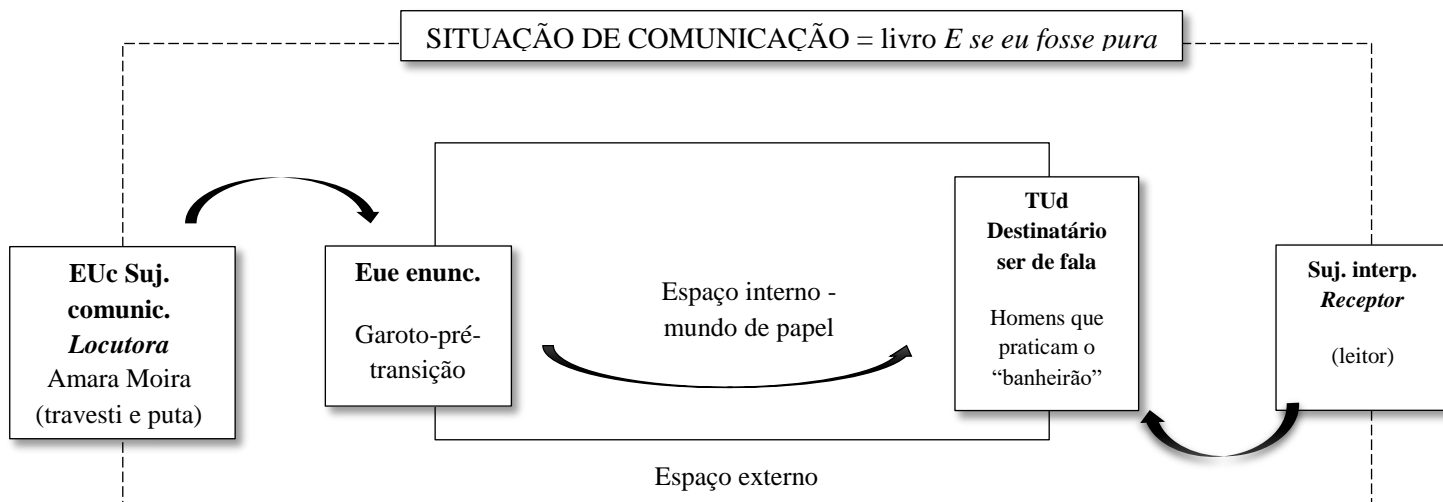 SITUAÇÃO DE COMUNICAÇÃO = livro E se eu fosse pura
EUc Suj.
comunic.
Locutora
Amara Moira
(travesti e puta)
Eue enunc.
Garoto-pré-
transição
Espaço interno -
mundo de papel
TUd
Destinatário
ser de fala
Homens que
praticam o
“banheirão”
Suj. interp.
Receptor
(leitor)
Espaço externo